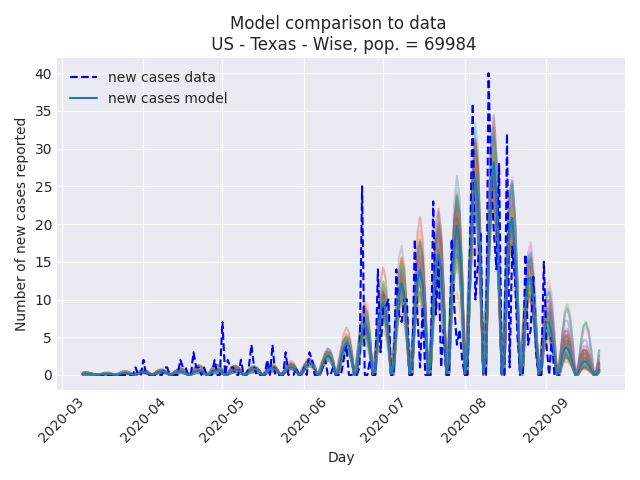 Model comparison to data
US - Texas - Wise, pop. = 69984
new cases data
new cases model
Number of new cases reported
40
35
30
25
20
15
10
5
0
2020-03
2020-04
2020-05
2020-06
2020-07
2020-08
2020-09
Day